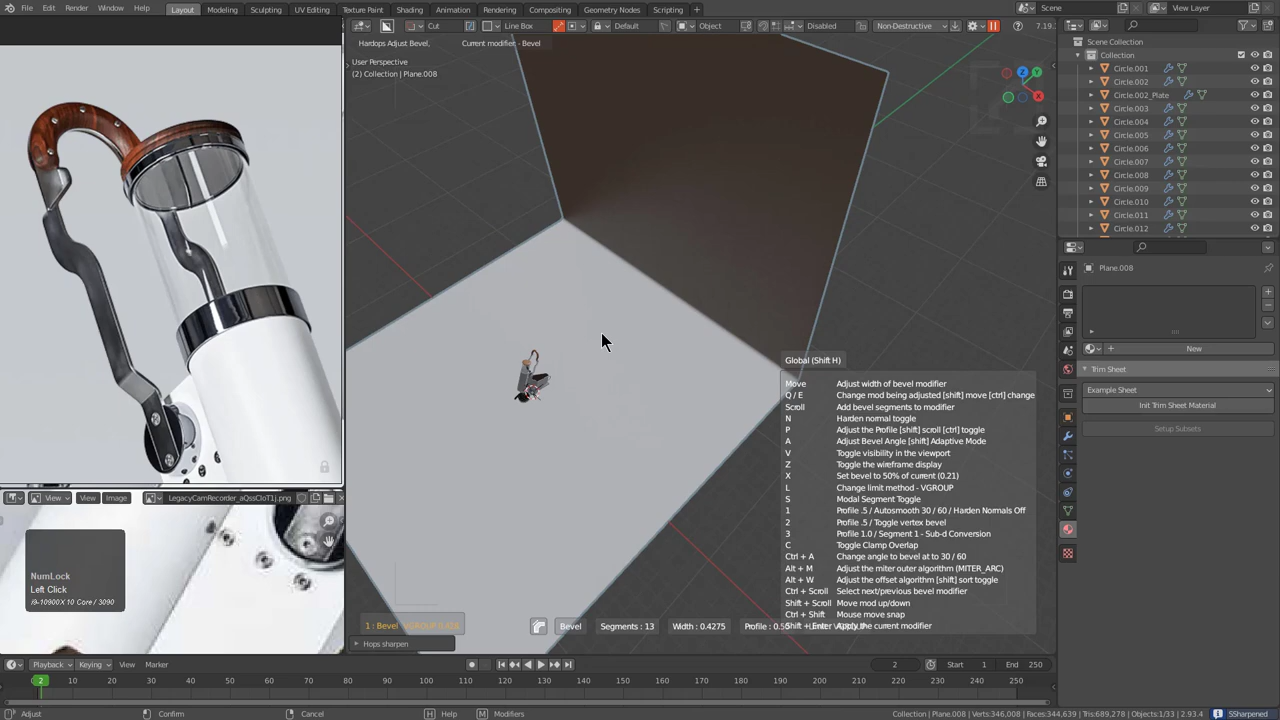 File Edit Render Window Help Layout Modeling Sculpting UV Editing Texture Paint Shading Animation Rendering Compositing Geometry Nodes Scripting + Scene View Layer
Cut Line Box Default Object Disabled Non-Destructive 7.19.
Hardops Adjust Bevel, Current modifier - Bevel
User Perspective
(2) Collection | Plane.008
Scene Collection
Collection
Circle.001
Circle.002
Circle.002_Plate
Circle.003
Circle.004
Circle.005
Circle.006
Circle.007
Circle.008
Circle.009
Circle.010
Circle.011
Circle.012
Plane.008
New
Trim Sheet
Example Sheet
Init Trim Sheet Material
Setup Subsets
Global (Shift H)
Move Adjust width of bevel modifier
Q / E Change mod being adjusted [shift] move [ctrl] change
Scroll Add bevel segments to modifier
N Harden normal toggle
P Adjust the Profile [shift] scroll [ctrl] toggle
A Adjust Bevel Angle [shift] Adaptive Mode
V Toggle visibility in the viewport
Z Toggle the wireframe display
X Set bevel to 50% of current (0.21)
L Change limit method - VGROUP
S Modal Segment Toggle
1 Profile .5 / Autosmooth 30 / 60 / Harden Normals Off
2 Profile .5 / Toggle vertex bevel
3 Profile 1.0 / Segment 1 - Sub-d Conversion
C Toggle Clamp Overlap
Ctrl + A Change angle to bevel at to 30 / 60
Alt + M Adjust the miter outer algorithm (MITER_ARC)
Alt + W Adjust the offset algorithm [shift] sort toggle
Ctrl + Scroll Select next/previous bevel modifier
Shift + Scroll Move mod up/down
Ctrl + Shift Mouse move snap
Shift + Enter Apply the current modifier
View View Image LegacyCamRecorder_aQssCloT1j.png
NumLock
Left Click
i9-10900X 10 Core / 3090
1 : Bevel
Bevel Segments : 13 Width : 0.4275
Hops sharpen
Playback Keying View Marker 2 Start 1 End 250
2 10 20 30 40 50 60 70 80 90 100 110 120 130 140 150 160 170 180 190 200 210 220 230 240 250
Adjust Confirm Cancel H Help M Modifiers Collection | Plane.008 | Verts:346,008 | Faces:344,639 | Tris:689,278 | Objects:1/33 | 2.93.4 SSharpened